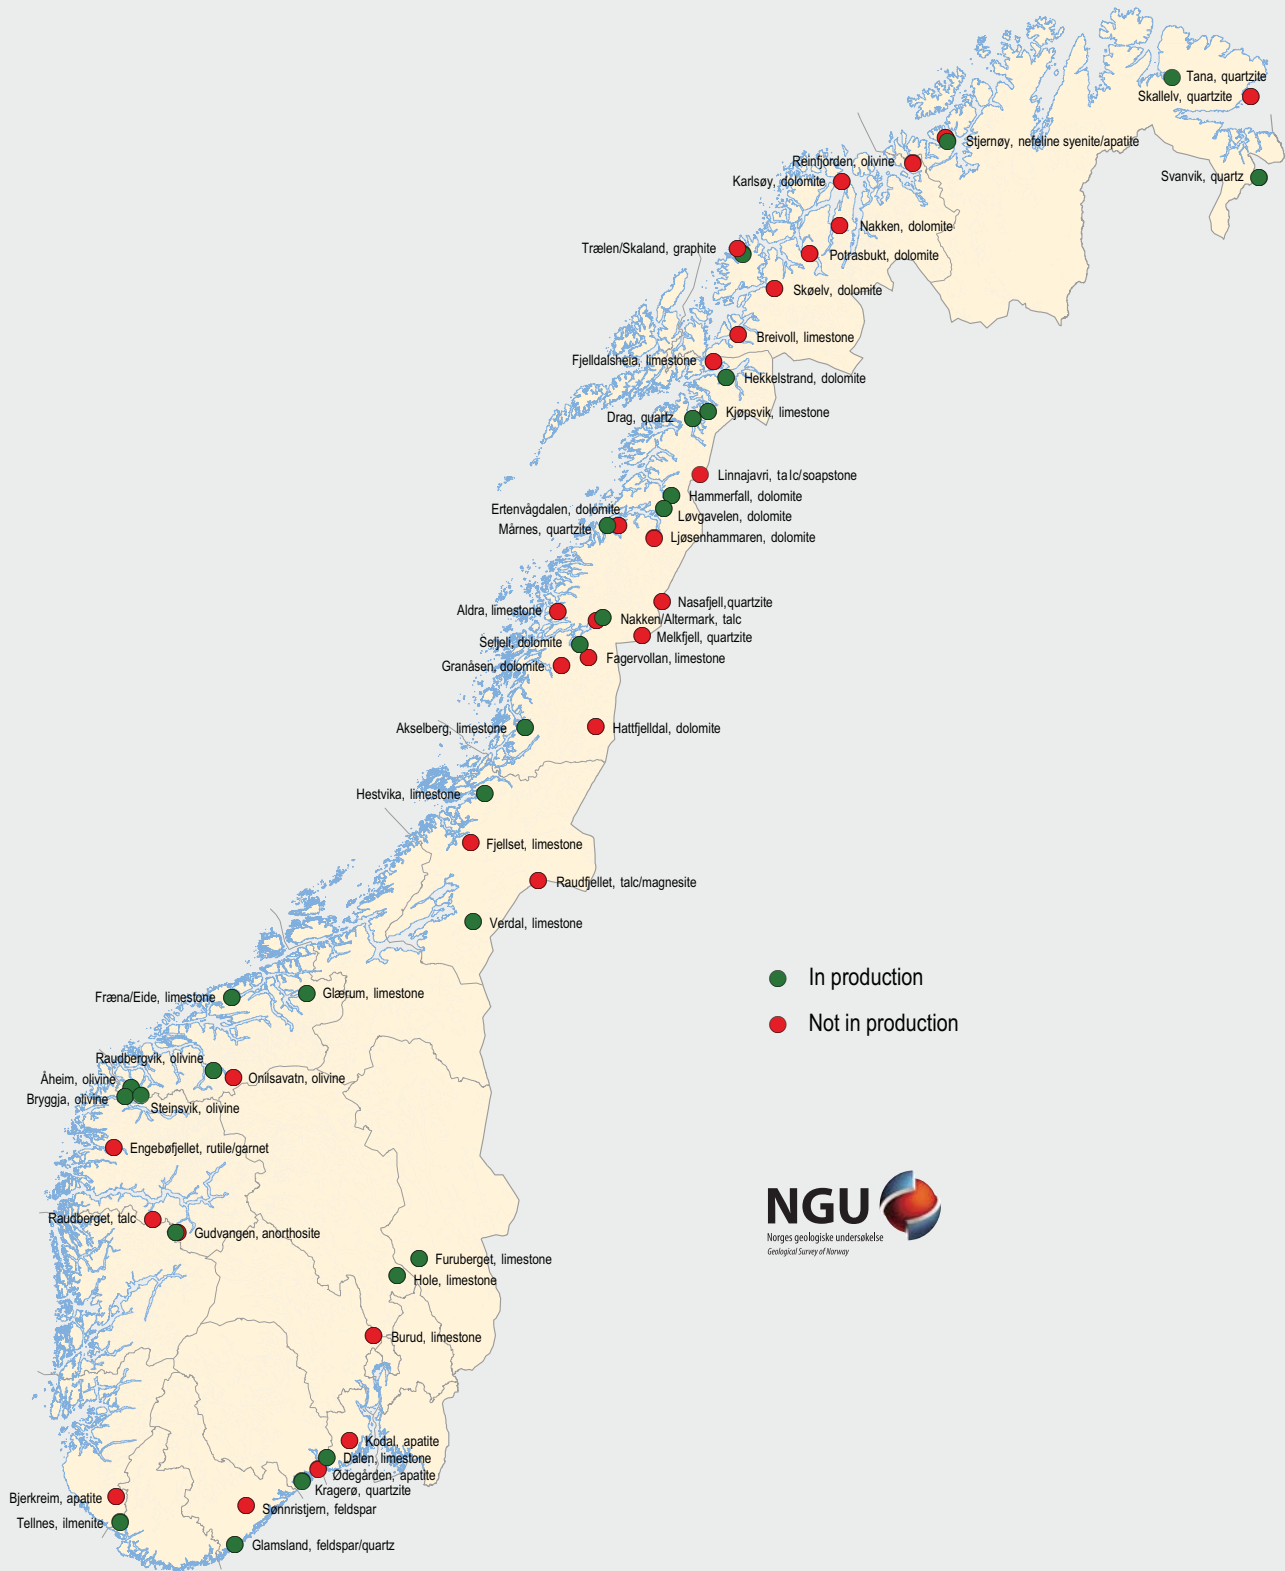 Tana, quartzite
Skallelv, quartzite
Stjernøy, nefeline syenite/apatite
Reinfjorden, olivine
Svanvik, quartz
Karlsøy, dolomite
Nakken, dolomite
Trælen/Skaland, graphite
Potrasbukt, dolomite
Skøelv, dolomite
Breivoll, limestone
Fjelldalsheia, limestone
Hekkelstrand, dolomite
Kjøpsvik, limestone
Drag, quartz
Linnajavri, talc/soapstone
Hammerfall, dolomite
Ertenvågdalen, dolomite
Løvgavelen, dolomite
Mårnes, quartzite
Ljøsenhammaren, dolomite
Nasafjell,quartzite
Aldra, limestone
Nakken/Altermark, talc
Melkfjell, quartzite
Seljeli, dolomite
Fagervollan, limestone
Granåsen, dolomite
Akselberg, limestone
Hattfjelldal, dolomite
Hestvika, limestone
Fjellset, limestone
Raudfjellet, talc/magnesite
Verdal, limestone
In production
Fræna/Eide, limestone
Glærum, limestone
Not in production
Raudbergvik, olivine
Onilsavatn, olivine
Åheim, olivine
Bryggja, olivine
Steinsvik, olivine
Engebøfjellet, rutile/garnet
NGU
Norges geologiske undersøkelse
Geological Survey of Norway
Raudberget, talc
Gudvangen, anorthosite
Furuberget, limestone
Hole, limestone
Burud, limestone
Kodal, apatite
Dalen, limestone
Ødegården, apatite
Kragerø, quartzite
Bjerkreim, apatite
Sønnristjern, feldspar
Tellnes, ilmenite
Glamsland, feldspar/quartz